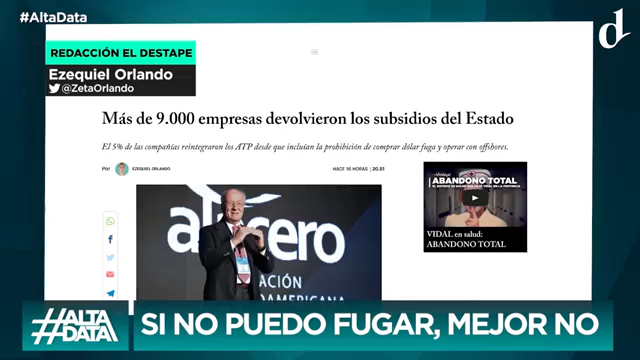 #AltaData
REDACCIÓN EL DESTAPE
Ezequiel Orlando
@ZetaOrlando
Más de 9.000 empresas devolvieron los subsidios del Estado
El 5% de las compañías reintegraron los ATP desde que incluían la prohibición de comprar dólar fuga y operar con offshores.
Por EZEQUIEL ORLANDO
HACE 16 HORAS | 20.51
ABANDONO TOTAL
VIDAL en salud:
ABANDONO TOTAL
alacero
#ALTA
DATA
SI NO PUEDO FUGAR, MEJOR NO